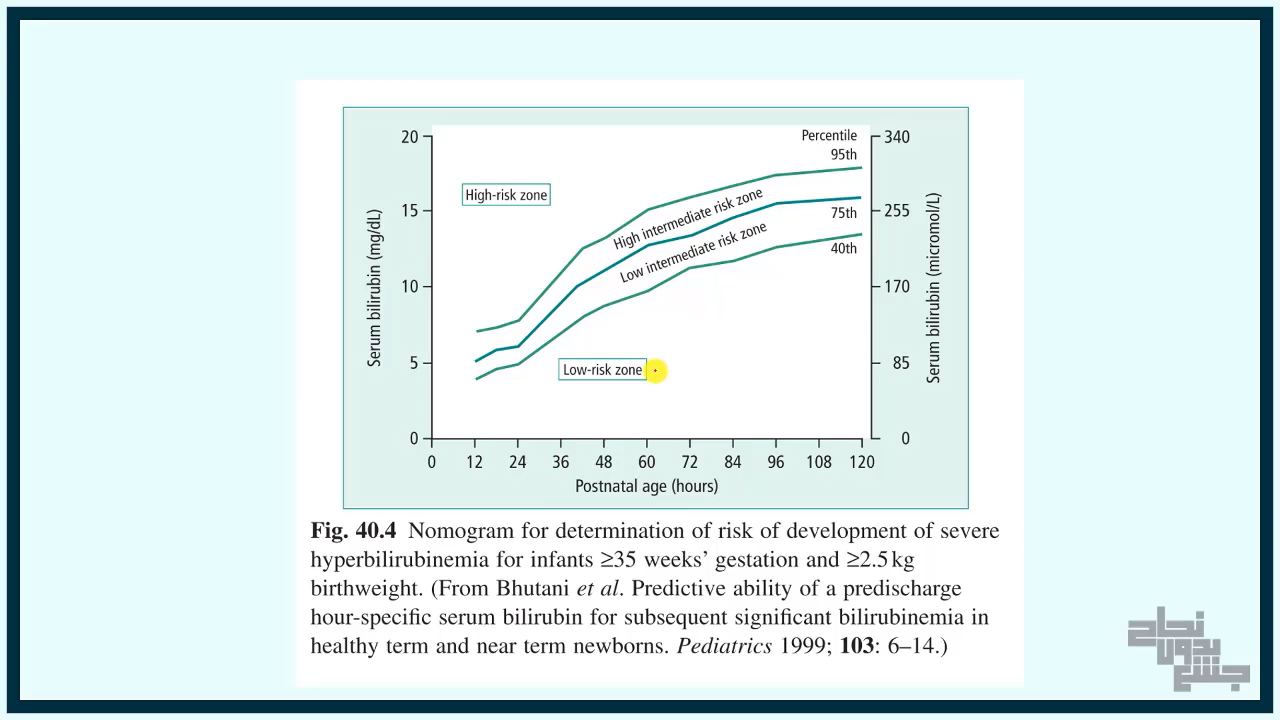 20
15
10
5
0
Serum bilirubin (mg/dL)
High-risk zone
High intermediate risk zone
Low intermediate risk zone
Low-risk zone
Percentile
95th
75th
40th
340
255
170
85
0
Serum bilirubin (micromol/L)
0 12 24 36 48 60 72 84 96 108 120
Postnatal age (hours)
Fig. 40.4 Nomogram for determination of risk of development of severe
hyperbilirubinemia for infants ≥35 weeks’ gestation and ≥2.5 kg
birthweight. (From Bhutani et al. Predictive ability of a predischarge
hour-specific serum bilirubin for subsequent significant bilirubinemia in
healthy term and near term newborns. Pediatrics 1999; 103: 6–14.)
نجاح
بدون
جشع